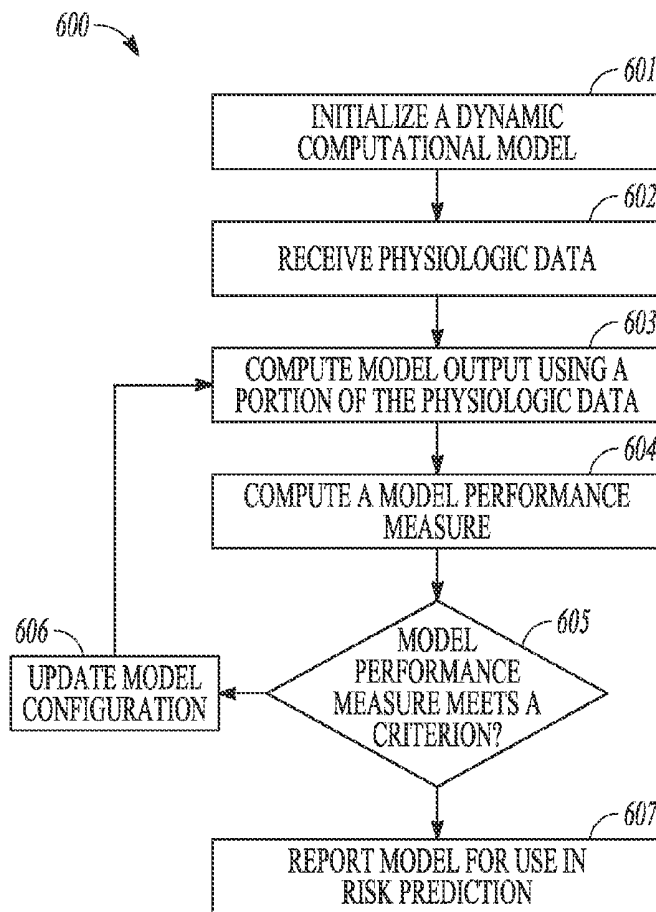 600
601
INITIALIZE A DYNAMIC
COMPUTATIONAL MODEL
602
RECEIVE PHYSIOLOGIC DATA
603
COMPUTE MODEL OUTPUT USING A
PORTION OF THE PHYSIOLOGIC DATA
604
COMPUTE A MODEL PERFORMANCE
MEASURE
605
MODEL
PERFORMANCE
MEASURE MEETS A
CRITERION?
606
UPDATE MODEL
CONFIGURATION
607
REPORT MODEL FOR USE IN
RISK PREDICTION